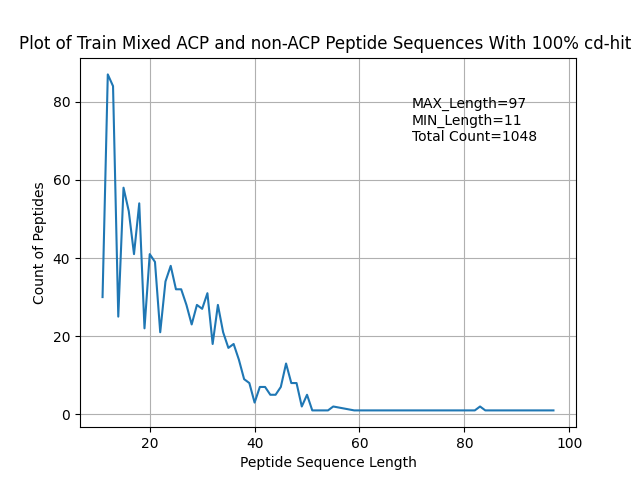 Plot of Train Mixed ACP and non-ACP Peptide Sequences With 100% cd-hit
MAX_Length=97
MIN_Length=11
Total Count=1048
Count of Peptides
80
60
40
20
0
20 40 60 80 100
Peptide Sequence Length